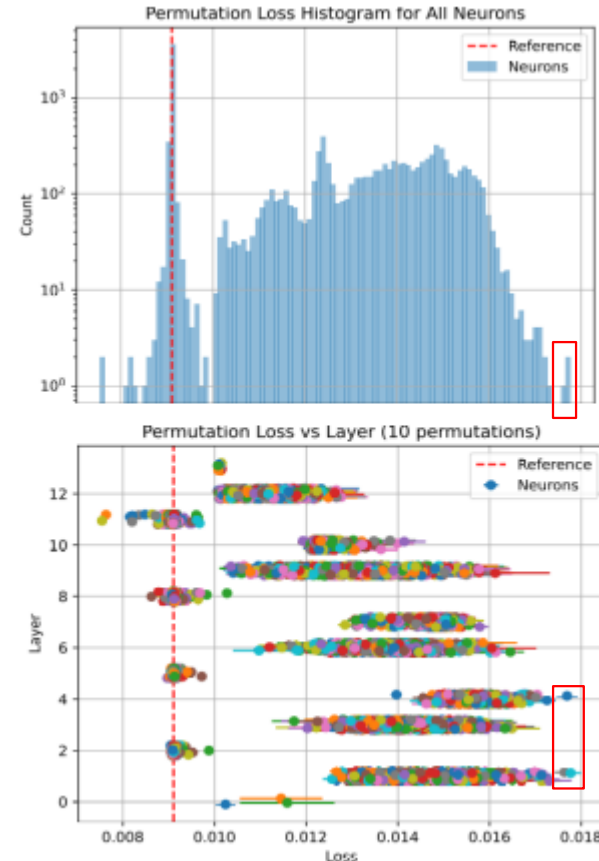 Permutation Loss Histogram for All Neurons
Reference
Neurons
10³
10²
10¹
10⁰
Count
Permutation Loss vs Layer (10 permutations)
Reference
Neurons
12
10
8
6
4
2
0
Layer
0.008 0.010 0.012 0.014 0.016 0.018
Loss